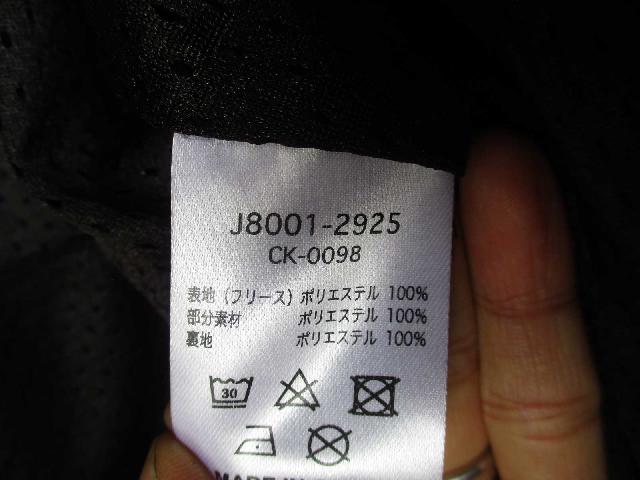 J8001-2925
CK-0098
表地(フリース)ポリエステル 100%
部分素材 ポリエステル 100%
裏地 ポリエステル 100%
30
MADE IN